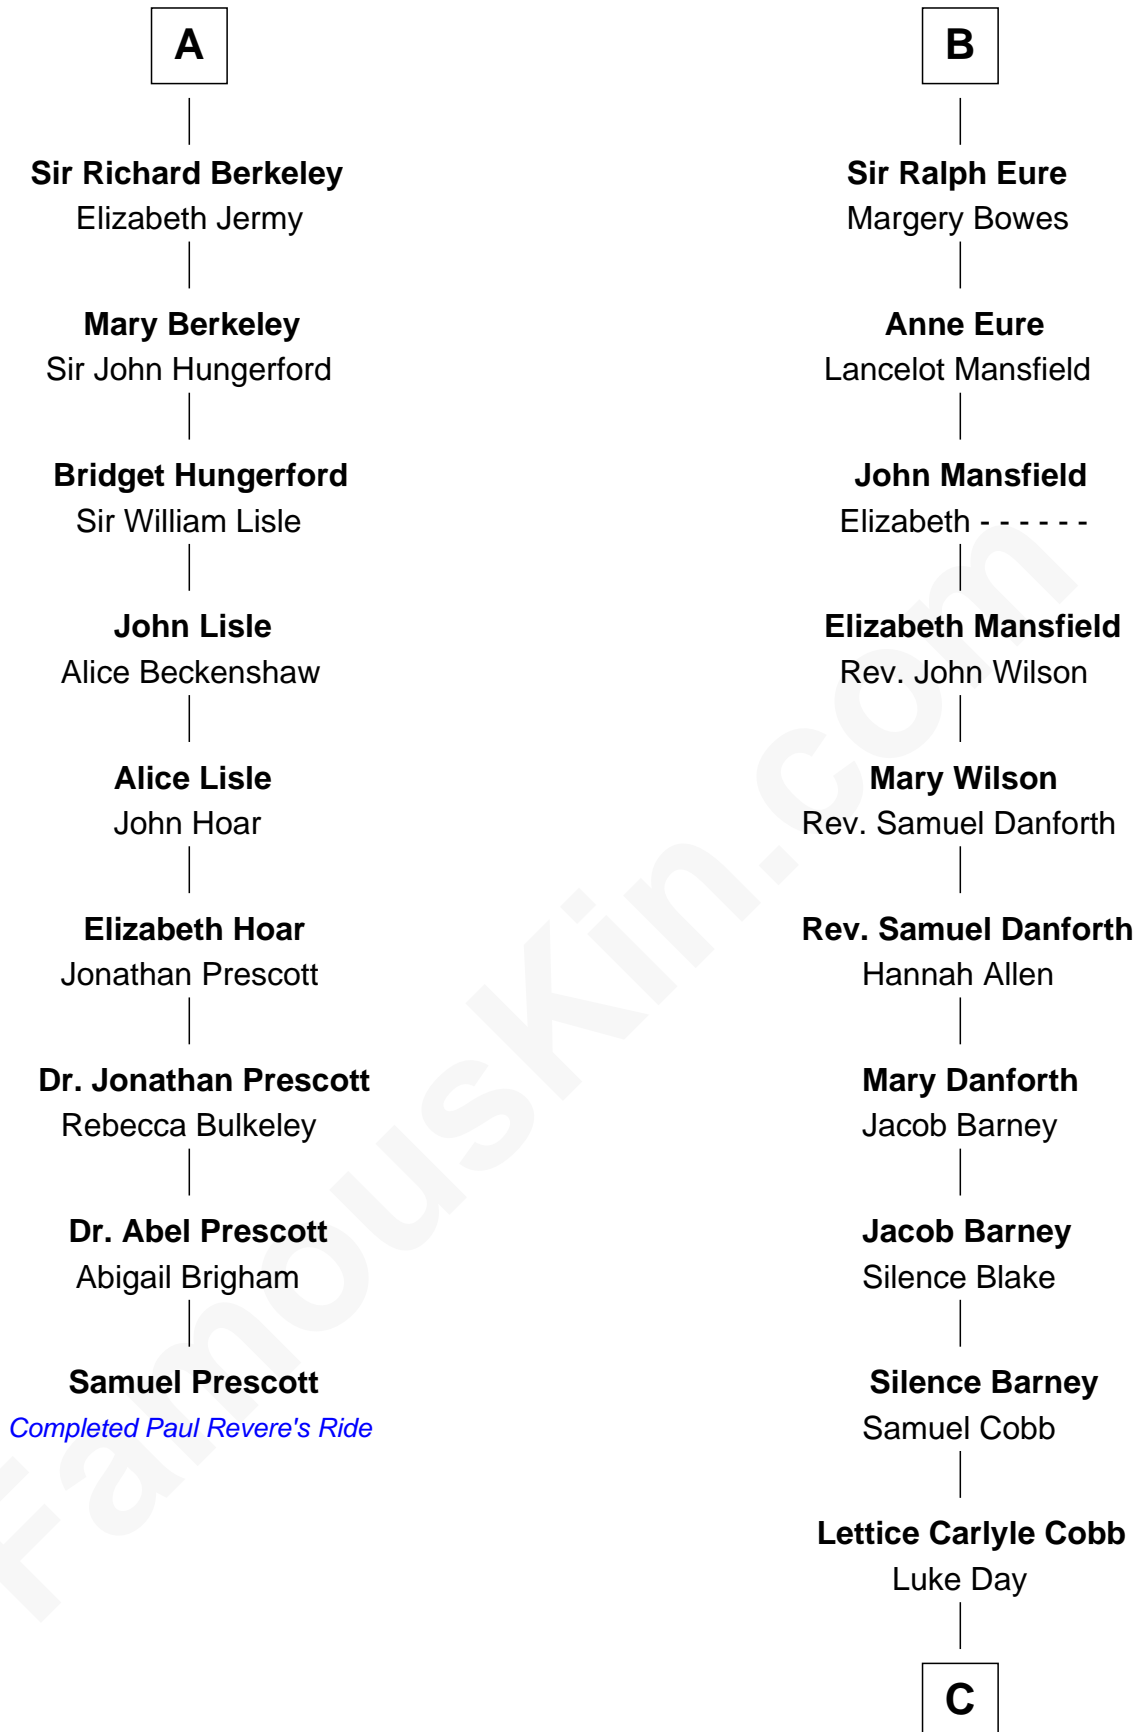 A
Sir Richard Berkeley
Elizabeth Jermy
Mary Berkeley
Sir John Hungerford
Bridget Hungerford
Sir William Lisle
John Lisle
Alice Beckenshaw
Alice Lisle
John Hoar
Elizabeth Hoar
Jonathan Prescott
Dr. Jonathan Prescott
Rebecca Bulkeley
Dr. Abel Prescott
Abigail Brigham
Samuel Prescott
Completed Paul Revere's Ride
B
Sir Ralph Eure
Margery Bowes
Anne Eure
Lancelot Mansfield
John Mansfield
Elizabeth - - - - - -
Elizabeth Mansfield
Rev. John Wilson
Mary Wilson
Rev. Samuel Danforth
Rev. Samuel Danforth
Hannah Allen
Mary Danforth
Jacob Barney
Jacob Barney
Silence Blake
Silence Barney
Samuel Cobb
Lettice Carlyle Cobb
Luke Day
C
FamousKin.com